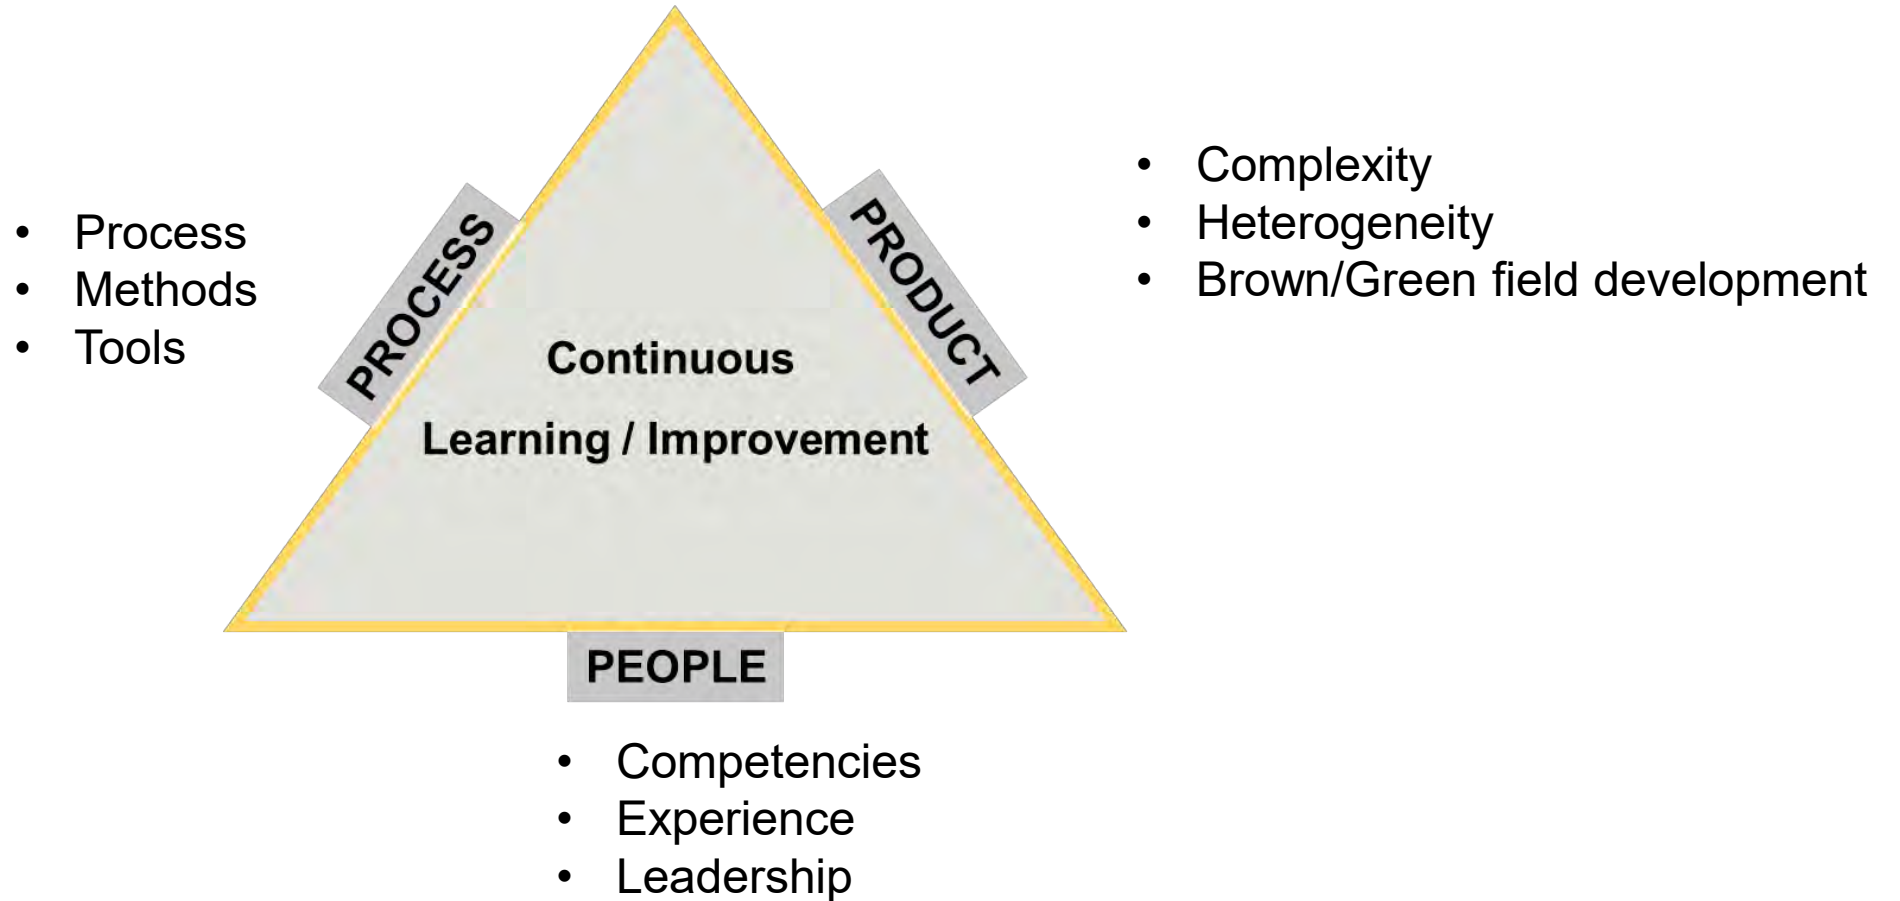 • Process
• Methods
• Tools
PROCESS
Continuous
Learning / Improvement
PRODUCT
• Complexity
• Heterogeneity
• Brown/Green field development
PEOPLE
• Competencies
• Experience
• Leadership